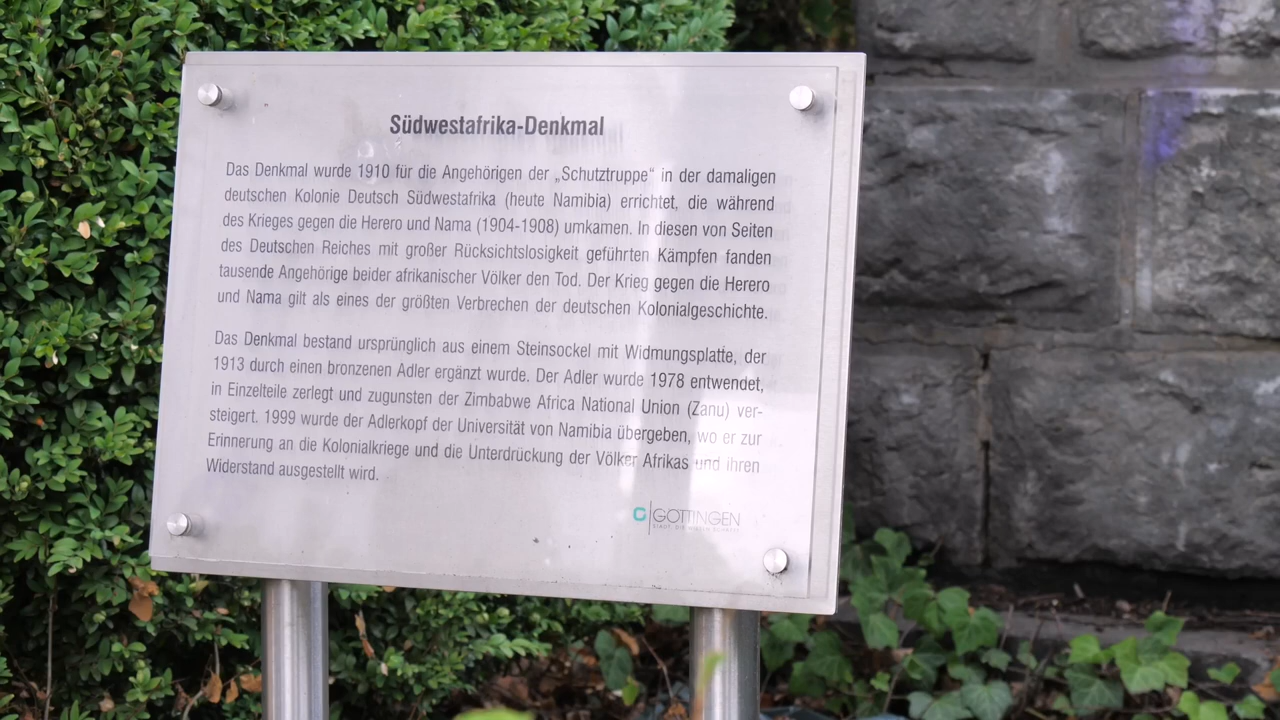 Südwestafrika-Denkmal
Das Denkmal wurde 1910 für die Angehörigen der „Schutztruppe“ in der damaligen
deutschen Kolonie Deutsch Südwestafrika (heute Namibia) errichtet, die während
des Krieges gegen die Herero und Nama (1904-1908) umkamen. In diesen von Seiten
des Deutschen Reiches mit großer Rücksichtslosigkeit geführten Kämpfen fanden
tausende Angehörige beider afrikanischer Völker den Tod. Der Krieg gegen die Herero
und Nama gilt als eines der größten Verbrechen der deutschen Kolonialgeschichte.
Das Denkmal bestand ursprünglich aus einem Steinsockel mit Widmungsplatte, der
1913 durch einen bronzenen Adler ergänzt wurde. Der Adler wurde 1978 entwendet,
in Einzelteile zerlegt und zugunsten der Zimbabwe Africa National Union (Zanu) ver-
steigert. 1999 wurde der Adlerkopf der Universität von Namibia übergeben, wo er zur
Erinnerung an die Kolonialkriege und die Unterdrückung der Völker Afrikas und ihren
Widerstand ausgestellt wird.
GÖTTINGEN
STADT, DIE WISSEN SCHAFFT